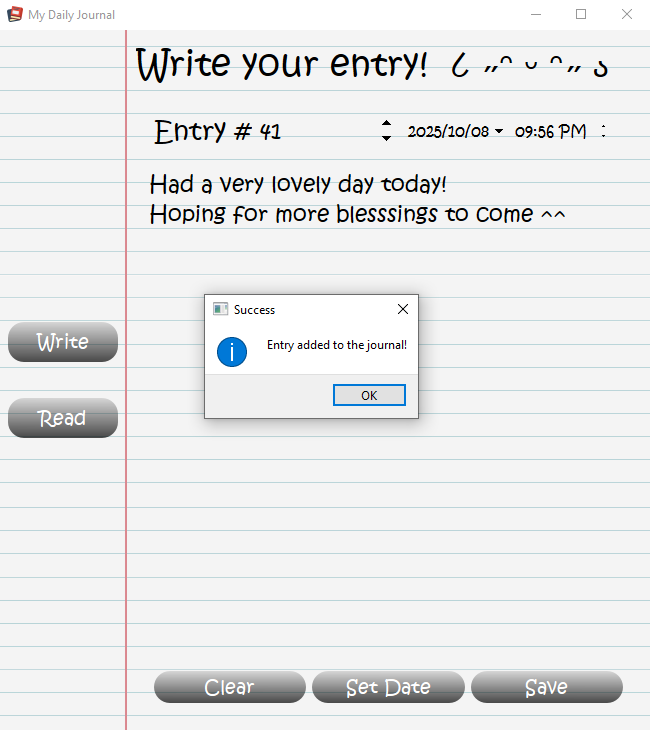 My Daily Journal
Write your entry! ૮ ˶ᵔ ᵕ ᵔ˶ ა
Entry # 41
2025/10/08 09:56 PM
Had a very lovely day today!
Hoping for more blesssings to come ^^
Success
Entry added to the journal!
OK
Write
Read
Clear Set Date Save